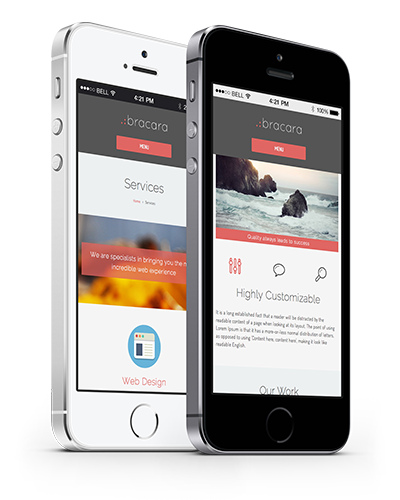 BELL
4:21 PM
.:bracara
MENU
Services
Home • Services
We are specialists in bringing you the
incredible web experience
Web Design
BELL
4:21 PM
100%
.:bracara
MENU
Quality always leads to success
Highly Customizable
It is a long established fact that a reader will be distracted by the
readable content of a page when looking at its layout. The point of using
Lorem Ipsum is that it has a more-or-less normal distribution of letters,
as opposed to using 'Content here, content here', making it look like
readable English.
Our Work